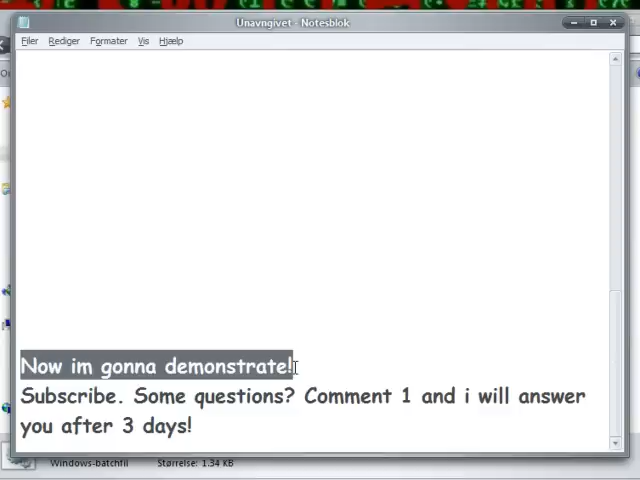 Unavngivet - Notesblok
Filer Rediger Formater Vis Hjælp
Now im gonna demonstrate!
Subscribe. Some questions? Comment 1 and i will answer
you after 3 days!
Windows-batchfil Størrelse: 1.34 KB